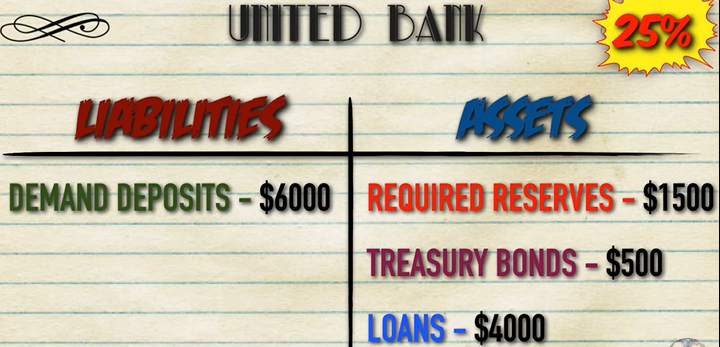 UNITED BANK
25%
LIABILITIES
ASSETS
DEMAND DEPOSITS - $6000
REQUIRED RESERVES - $1500
TREASURY BONDS - $500
LOANS - $4000